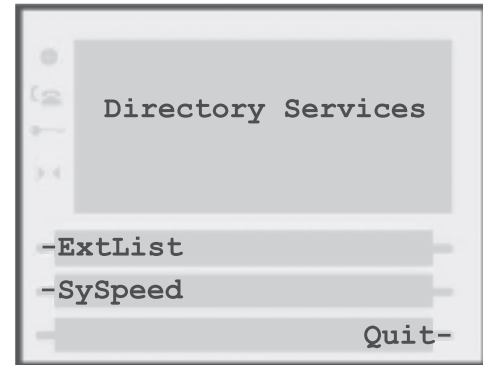 Directory Services
-ExtList
-SySpeed
Quit-